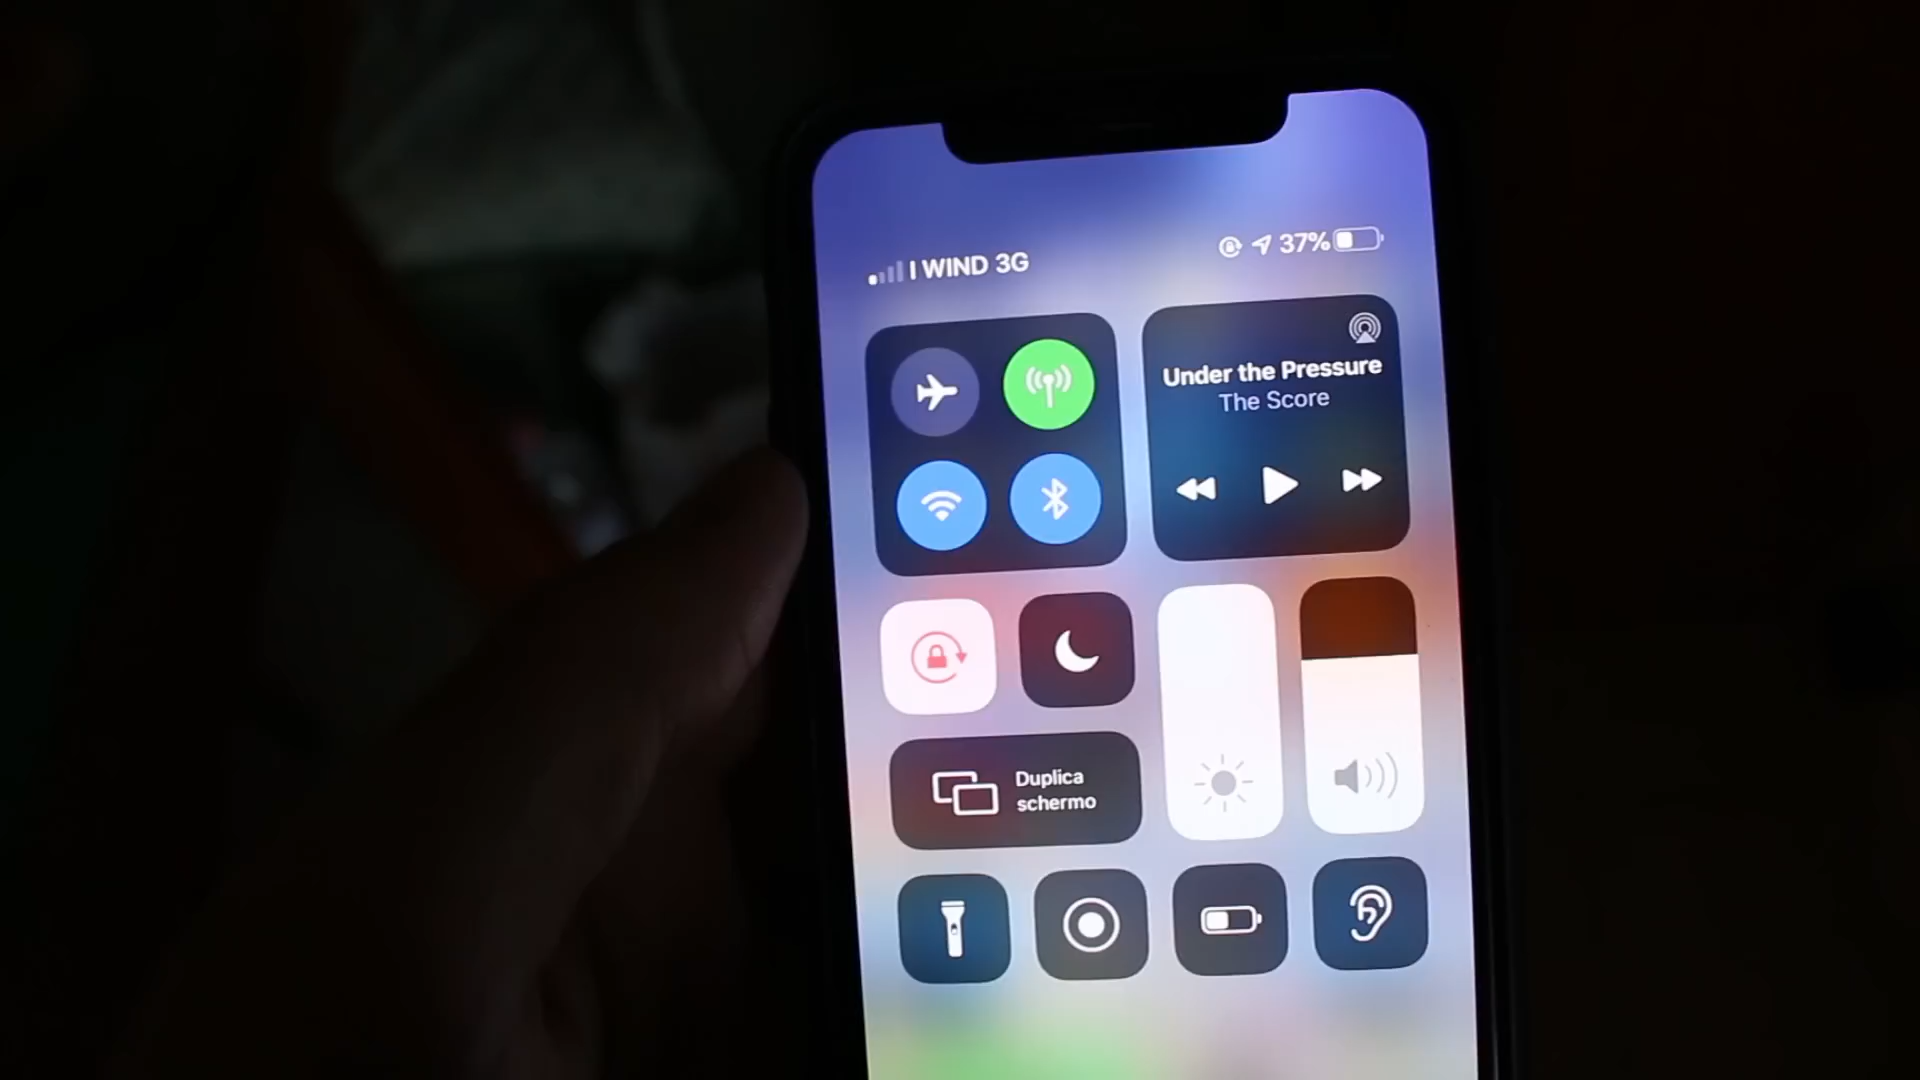 I WIND 3G
37%
Under the Pressure
The Score
Duplica
schermo